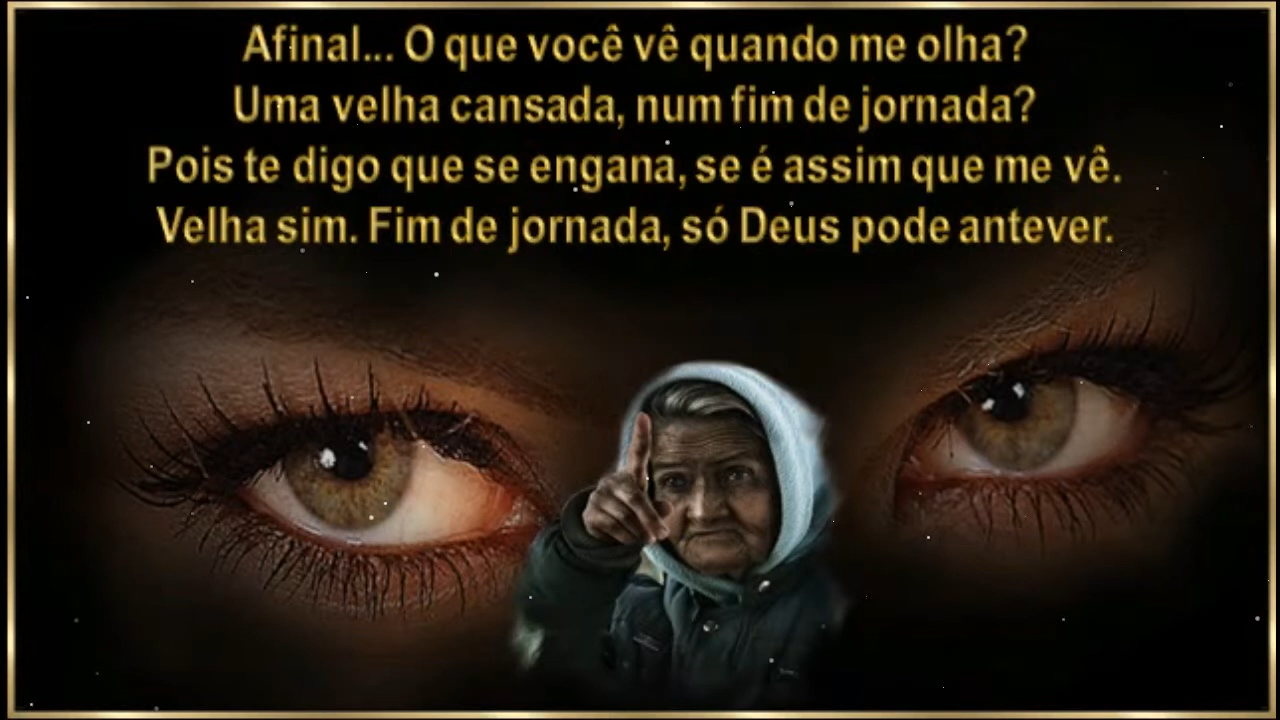 Afinal... O que você vê quando me olha?
Uma velha cansada, num fim de jornada?
Pois te digo que se engana, se é assim que me vê.
Velha sim. Fim de jornada, só Deus pode antever.